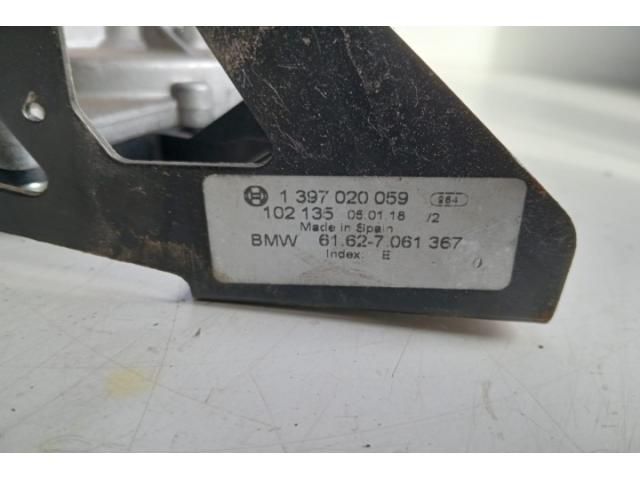 1 397 020 059 984
102 135 05.01.18 /2
Made in Spain
BMW 61.62-7 061 367
Index: E